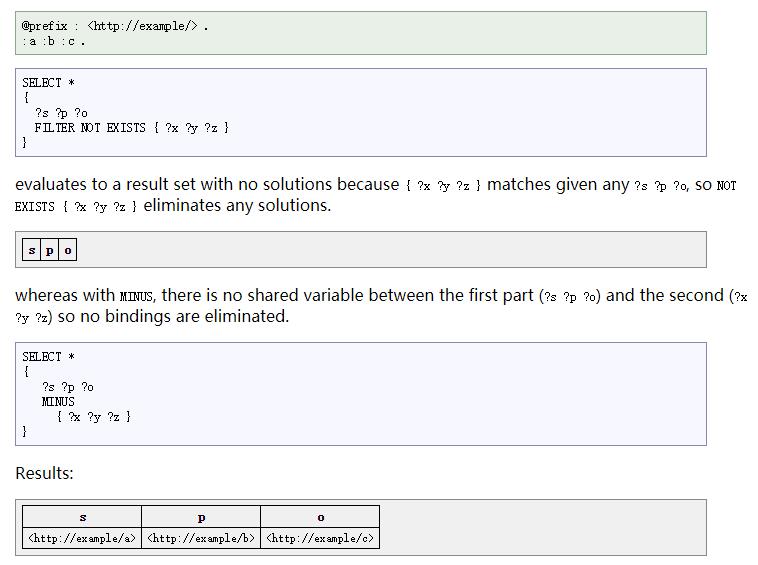 @prefix : <http://example/> .
:a :b :c .
SELECT *
{
?s ?p ?o
FILTER NOT EXISTS { ?x ?y ?z }
}
evaluates to a result set with no solutions because { ?x ?y ?z } matches given any ?s ?p ?o, so NOT
EXISTS { ?x ?y ?z } eliminates any solutions.
s p o
whereas with MINUS, there is no shared variable between the first part (?s ?p ?o) and the second (?x
?y ?z) so no bindings are eliminated.
SELECT *
{
?s ?p ?o
MINUS
{ ?x ?y ?z }
}
Results:
s p o
<http://example/a> <http://example/b> <http://example/c>